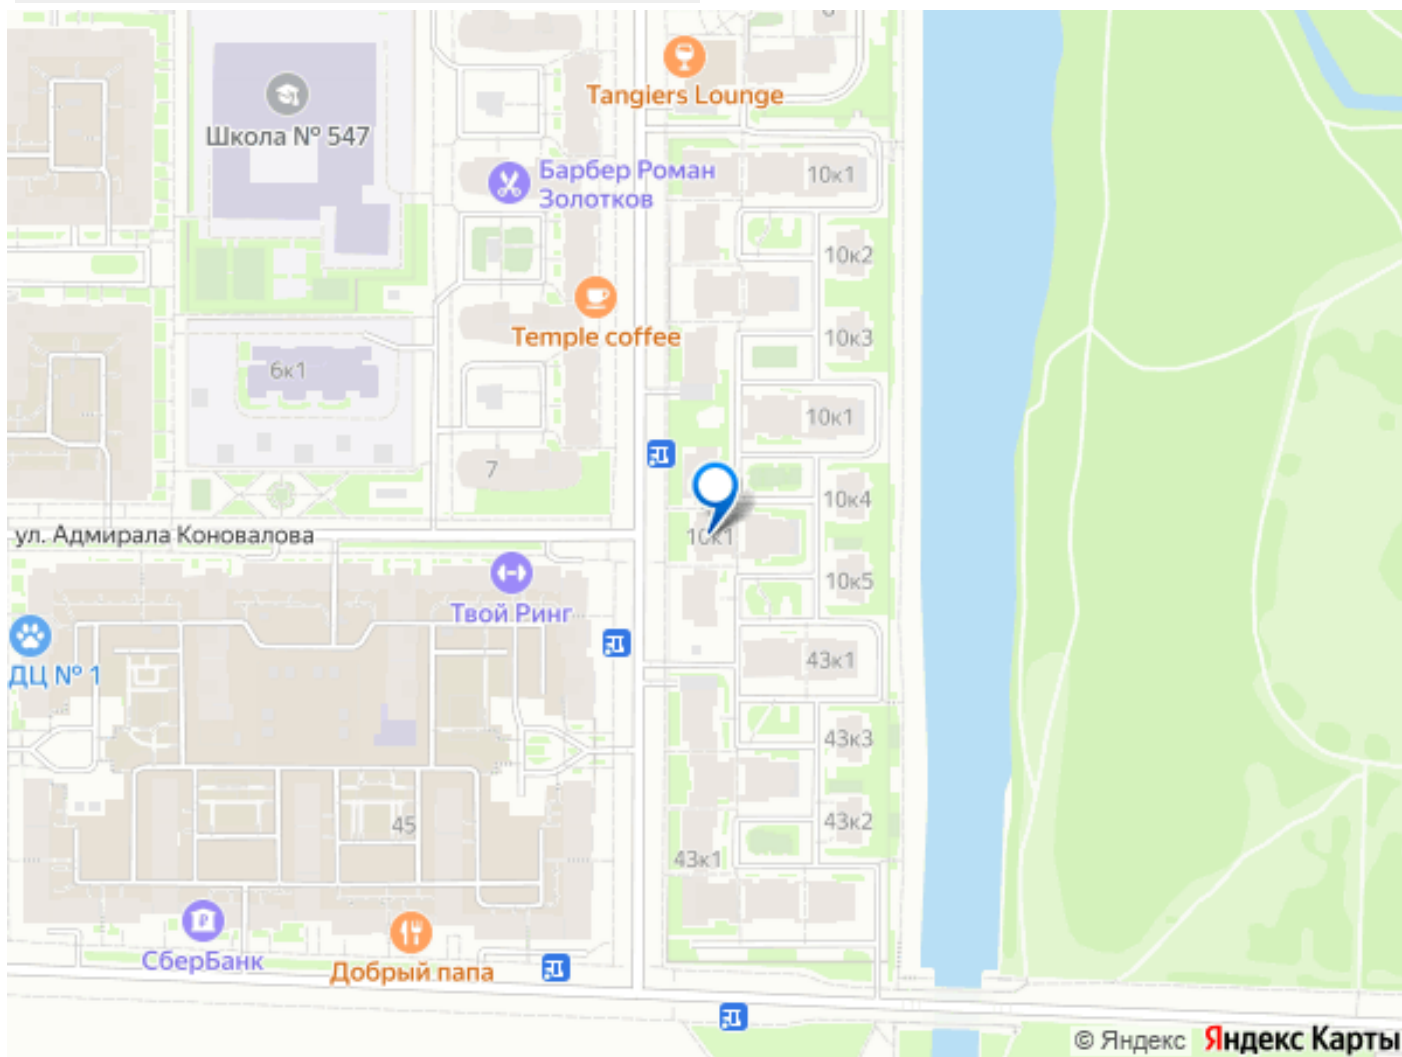 Tangiers Lounge
Школа № 547
Барбер Роман
Золотков
10к1
10к2
Temple coffee
10к3
6к1
10к1
7
10к4
ул. Адмирала Коновалова
10к1
10к5
Твой Ринг
ДЦ № 1
43к1
43к3
45
43к2
43к1
СберБанк
Добрый папа
© Яндекс Яндекс Карты